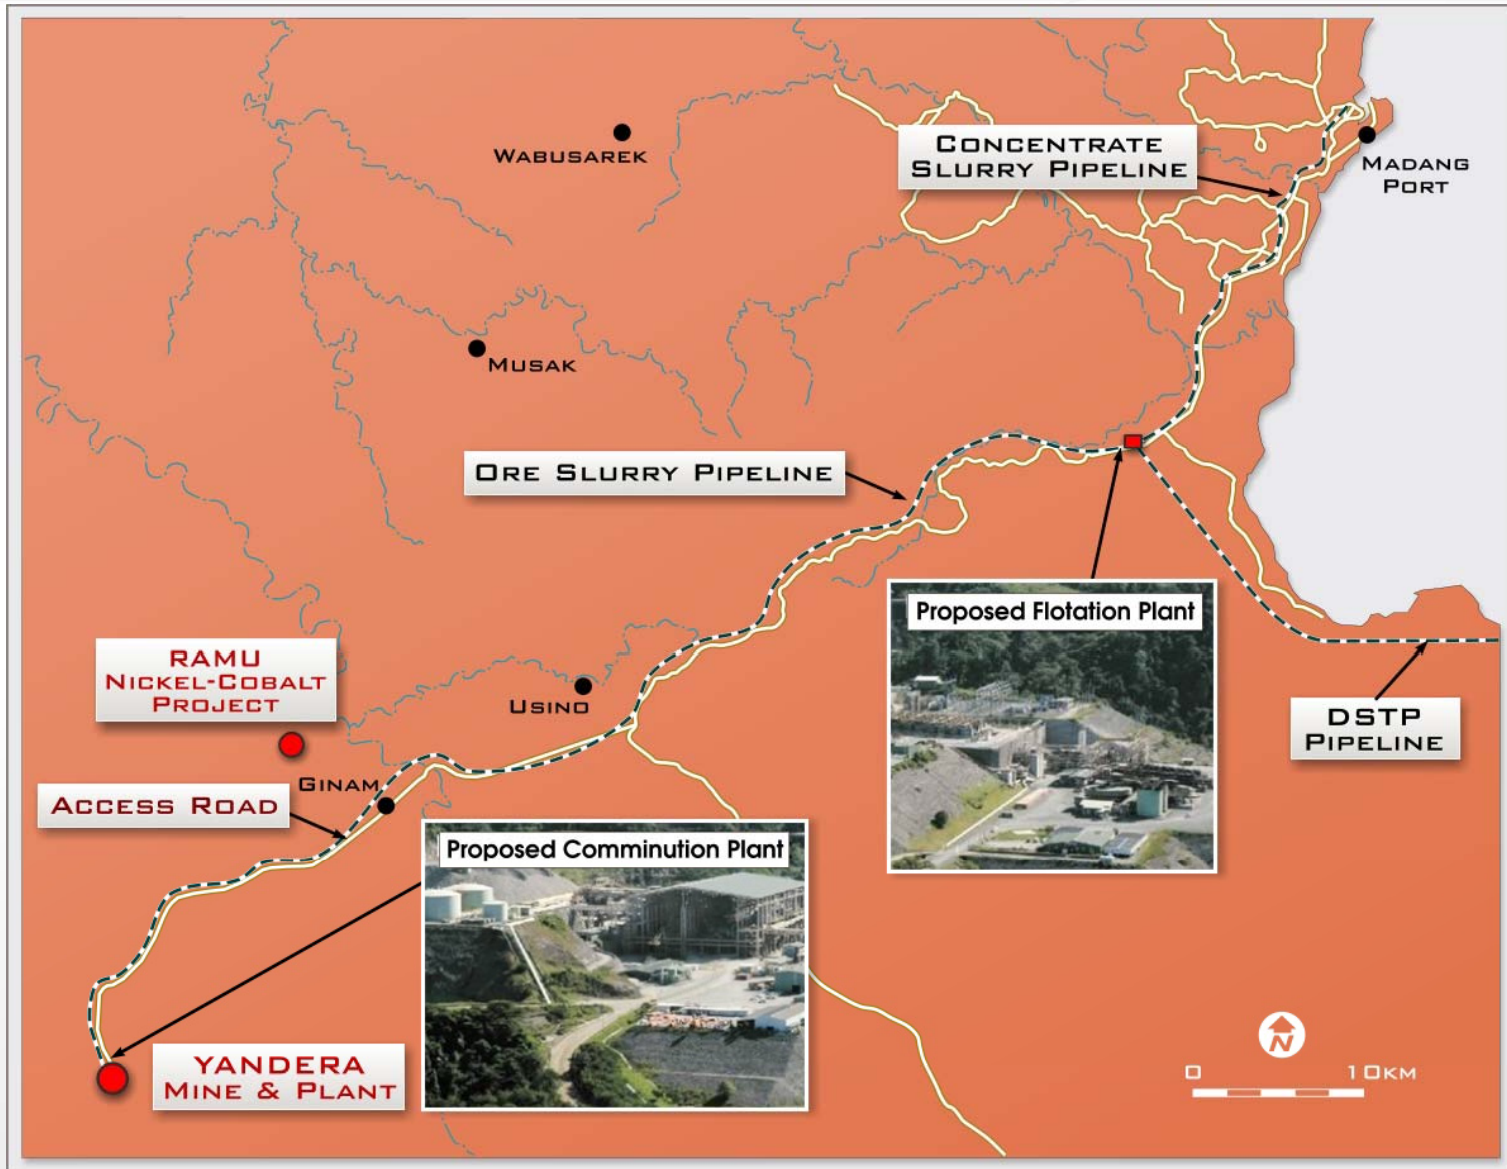 Wabusarek
Concentrate
Slurry Pipeline
Madang
Port
Musak
Ore Slurry Pipeline
Proposed Flotation Plant
RAMU
Nickel-Cobalt
Project
Usino
DSTP
Pipeline
Ginam
Access Road
Proposed Comminution Plant
YANDERA
Mine & Plant
N
0 10km